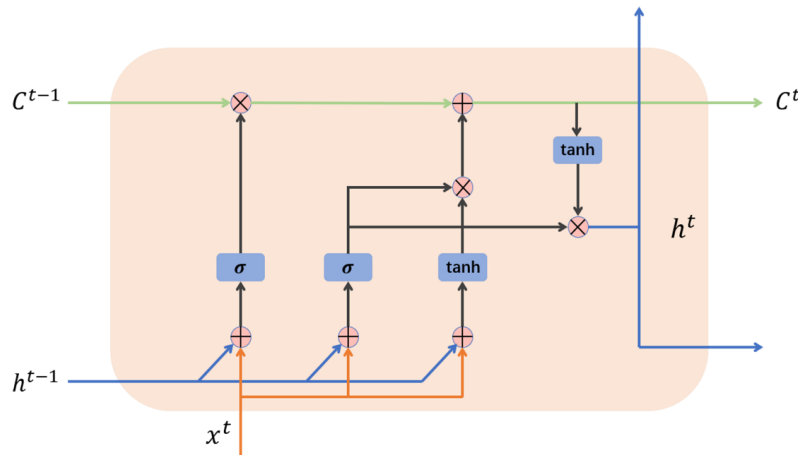 C^{t-1}
C^t
tanh
h^t
σ
σ
tanh
h^{t-1}
x^t